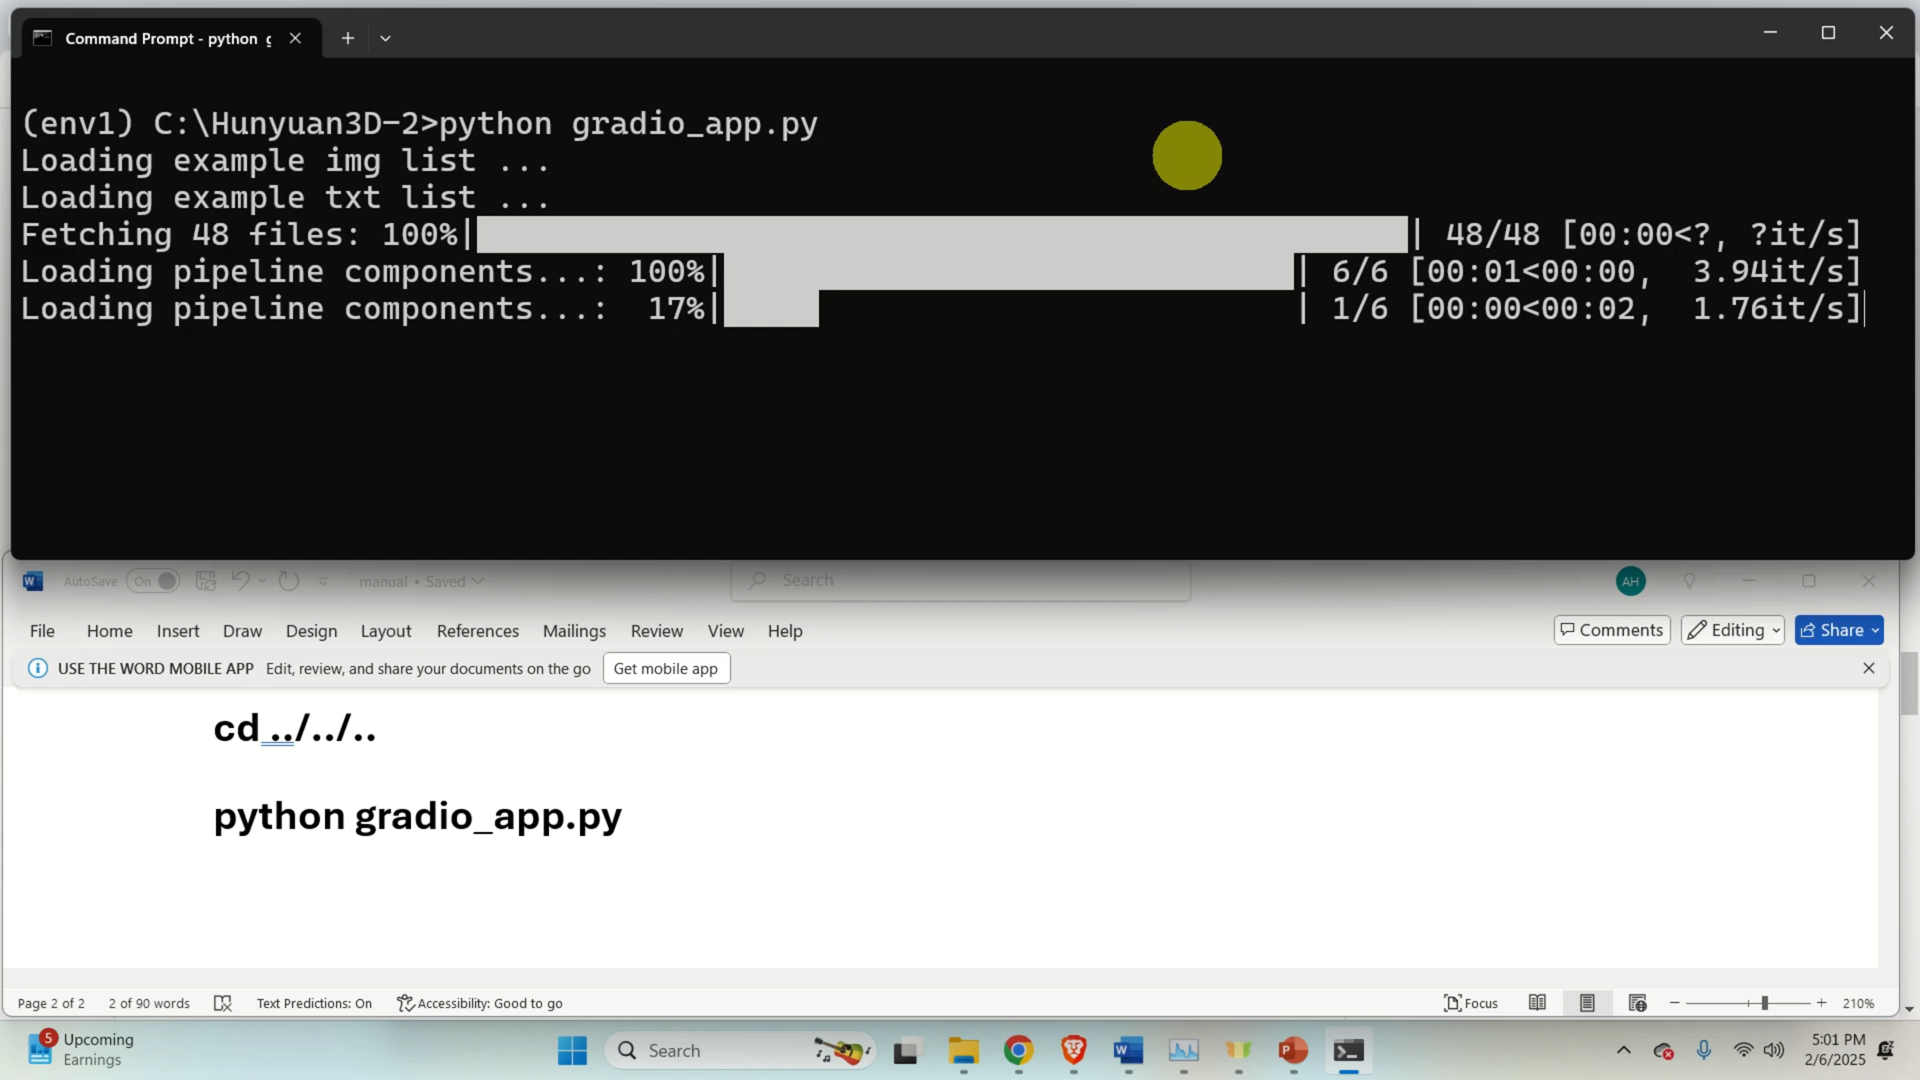 Command Prompt - python g
(env1) C:\Hunyuan3D-2>python gradio_app.py
Loading example img list ...
Loading example txt list ...
Fetching 48 files: 100%| | 48/48 [00:00<?, ?it/s]
Loading pipeline components...: 100%| | 6/6 [00:01<00:00, 3.94it/s]
Loading pipeline components...: 17%| | 1/6 [00:00<00:02, 1.76it/s]
AutoSave On manual • Saved Search AH
File Home Insert Draw Design Layout References Mailings Review View Help Comments Editing Share
USE THE WORD MOBILE APP Edit, review, and share your documents on the go Get mobile app
cd ../../..
python gradio_app.py
Page 2 of 2 2 of 90 words Text Predictions: On Accessibility: Good to go Focus 210%
5 Upcoming
Earnings
Search
5:01 PM
2/6/2025